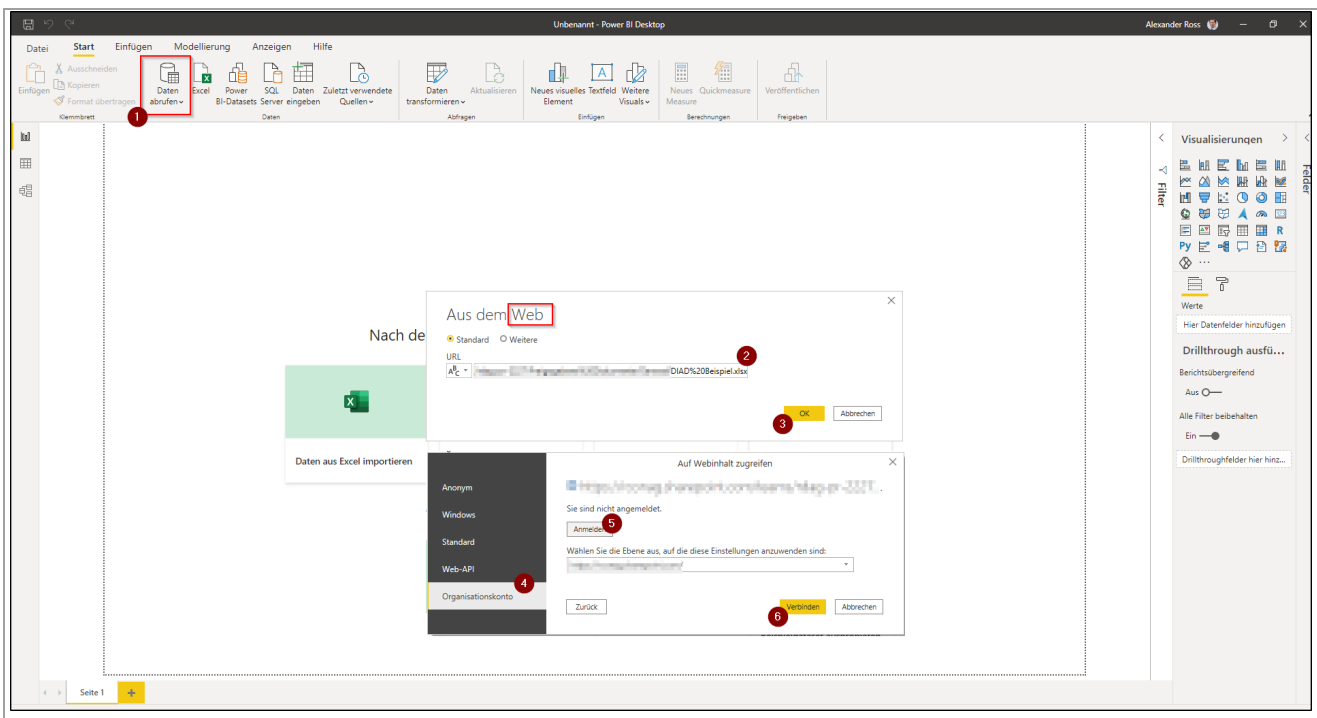 Unbenannt - Power BI Desktop
Alexander Ross
Datei Start Einfügen Modellierung Anzeigen Hilfe
Einfügen
Ausschneiden
Kopieren
Format übertragen
Klemmbrett
Daten abrufen
Excel
Power BI-Datasets
SQL Server
Daten eingeben
Zuletzt verwendete Quellen
Daten
Daten transformieren
Aktualisieren
Abfragen
Neues visuelles Element
Textfeld
Weitere Visuals
Einfügen
Neues Measure
Quickmeasure
Berechnungen
Veröffentlichen
Freigeben
1
Filter
Visualisierungen
Felder
Py
R
Werte
Hier Datenfelder hinzufügen
Drillthrough ausfü...
Berichtsübergreifend
Aus
Alle Filter beibehalten
Ein
Drillthroughfelder hier hinz...
Nach de
Daten aus Excel importieren
Aus dem Web
Standard Weitere
URL
2
DIAD%20Beispiel.xlsx
3
OK Abbrechen
Auf Webinhalt zugreifen
Anonym
Windows
Standard
Web-API
Organisationskonto
4
Sie sind nicht angemeldet.
5
Wählen Sie die Ebene aus, auf die diese Einstellungen anzuwenden sind:
Zurück
6
Verbinden Abbrechen
Seite 1
+